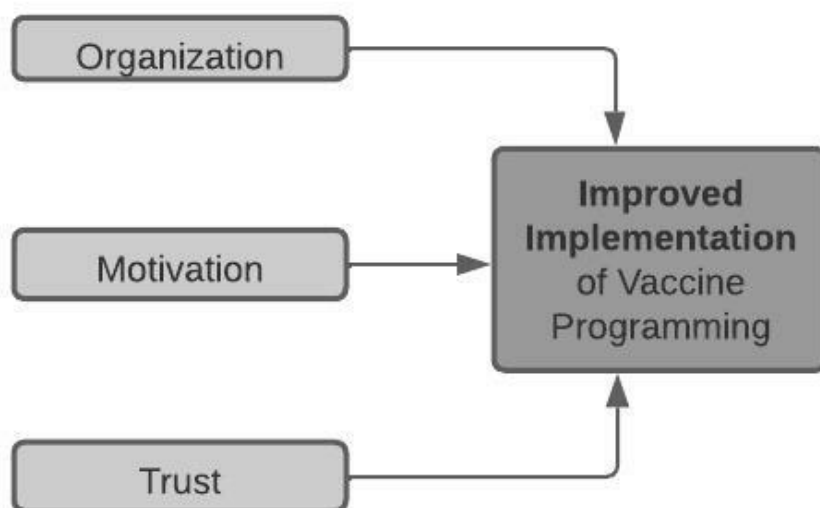 Organization
Motivation
Trust
Improved
Implementation
of Vaccine
Programming